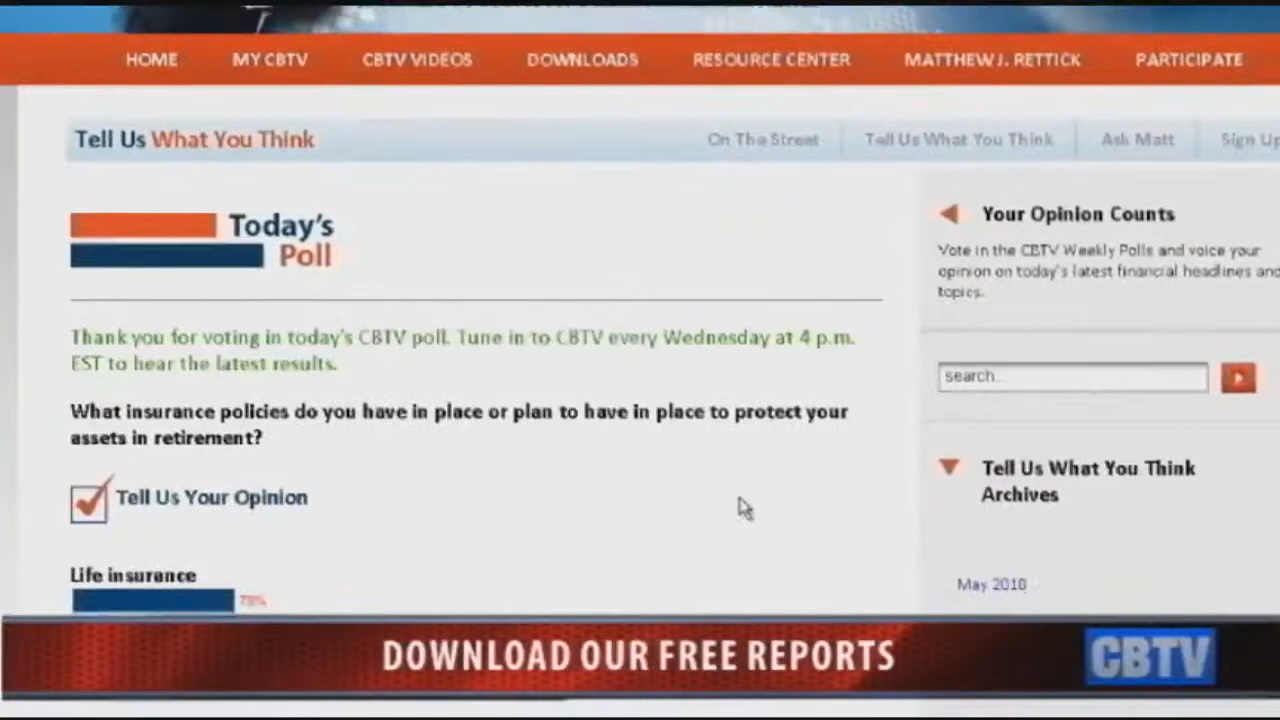 HOME MY CBTV CBTV VIDEOS DOWNLOADS RESOURCE CENTER MATTHEW J. RETTICK PARTICIPATE
Tell Us What You Think
On The Street Tell Us What You Think Ask Matt Sign Up
Today's
Poll
Thank you for voting in today's CBTV poll. Tune in to CBTV every Wednesday at 4 p.m.
EST to hear the latest results.
What insurance policies do you have in place or plan to have in place to protect your
assets in retirement?
Tell Us Your Opinion
Life insurance
Your Opinion Counts
Vote in the CBTV Weekly Polls and voice your
opinion on today's latest financial headlines and
topics.
search...
Tell Us What You Think
Archives
May 2010
DOWNLOAD OUR FREE REPORTS
CBTV